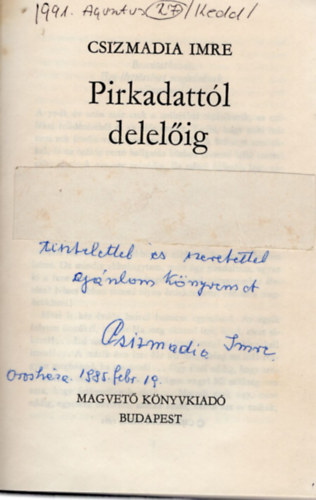 1991. Augusztus 27 /Kedd/
CSIZMADIA IMRE
Pirkadattól
delelőig
tisztelettel és szeretettel
ajánlom könyvemet
Csizmadia Imre
Orosháza. 1985. febr 19.
MAGVETŐ KÖNYVKIADÓ
BUDAPEST